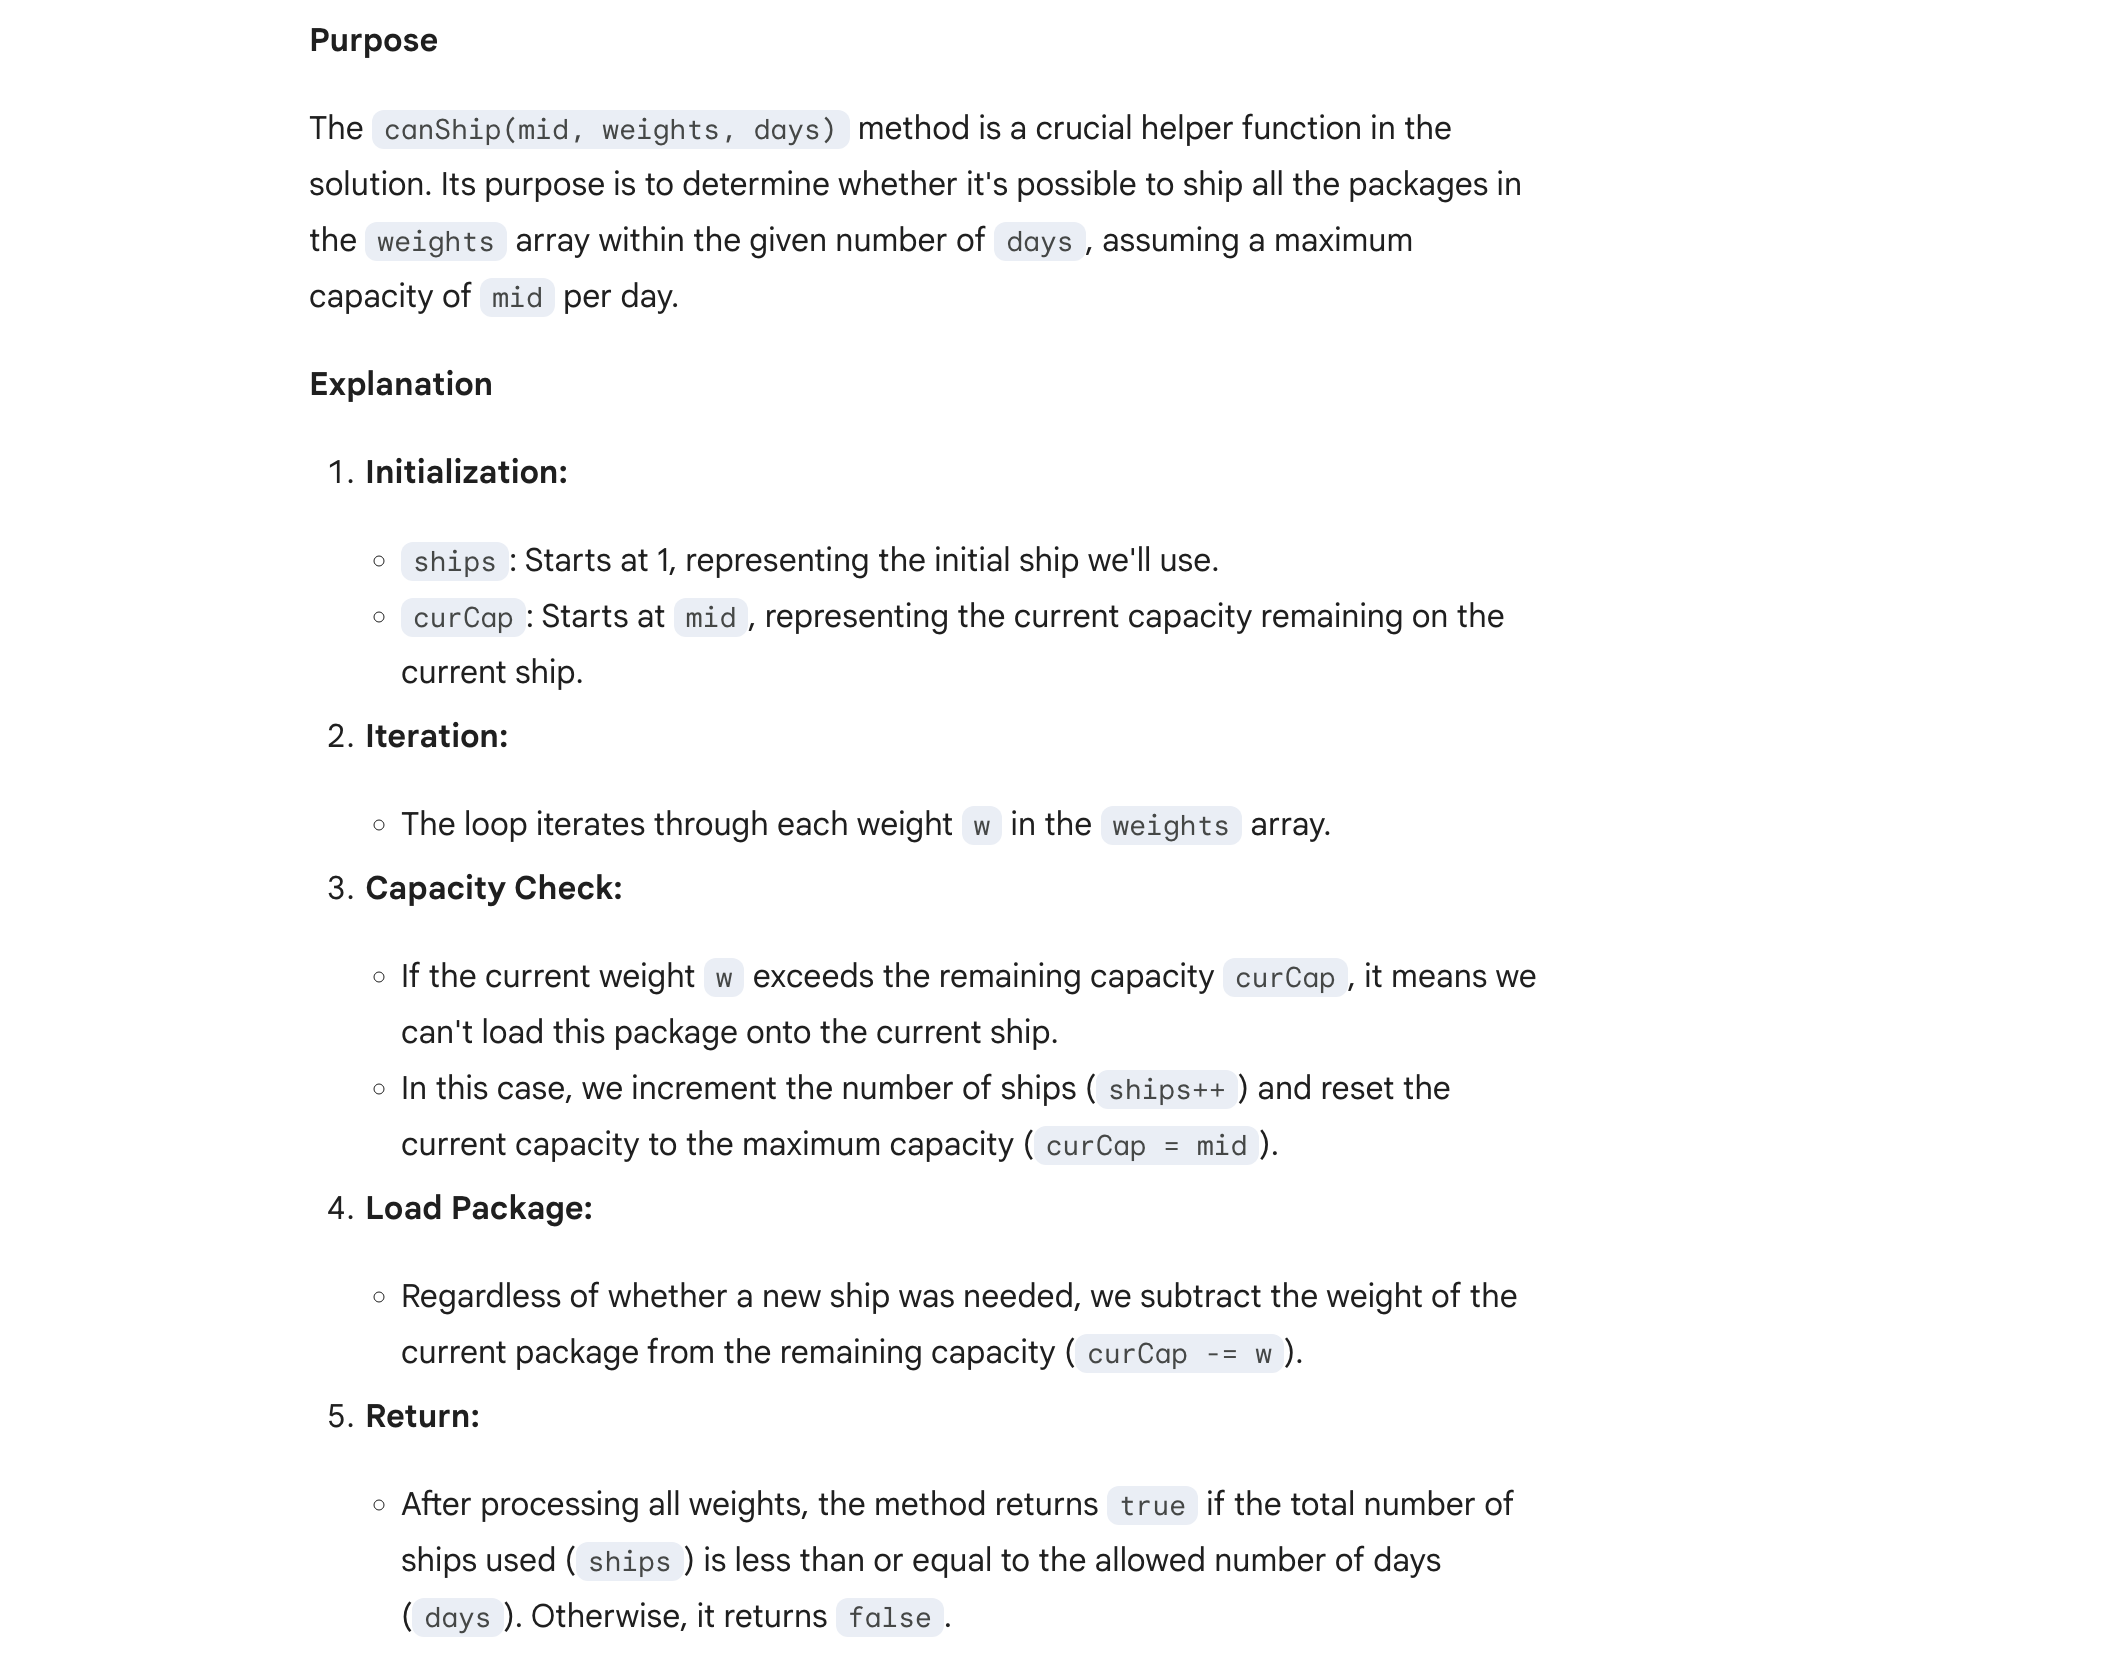 Purpose
The canShip(mid, weights, days) method is a crucial helper function in the
solution. Its purpose is to determine whether it's possible to ship all the packages in
the weights array within the given number of days, assuming a maximum
capacity of mid per day.
Explanation
1. Initialization:
○ ships: Starts at 1, representing the initial ship we'll use.
○ curCap: Starts at mid, representing the current capacity remaining on the
current ship.
2. Iteration:
○ The loop iterates through each weight w in the weights array.
3. Capacity Check:
○ If the current weight w exceeds the remaining capacity curCap, it means we
can't load this package onto the current ship.
○ In this case, we increment the number of ships (ships++) and reset the
current capacity to the maximum capacity (curCap = mid).
4. Load Package:
○ Regardless of whether a new ship was needed, we subtract the weight of the
current package from the remaining capacity (curCap -= w).
5. Return:
○ After processing all weights, the method returns true if the total number of
ships used (ships) is less than or equal to the allowed number of days
(days). Otherwise, it returns false.